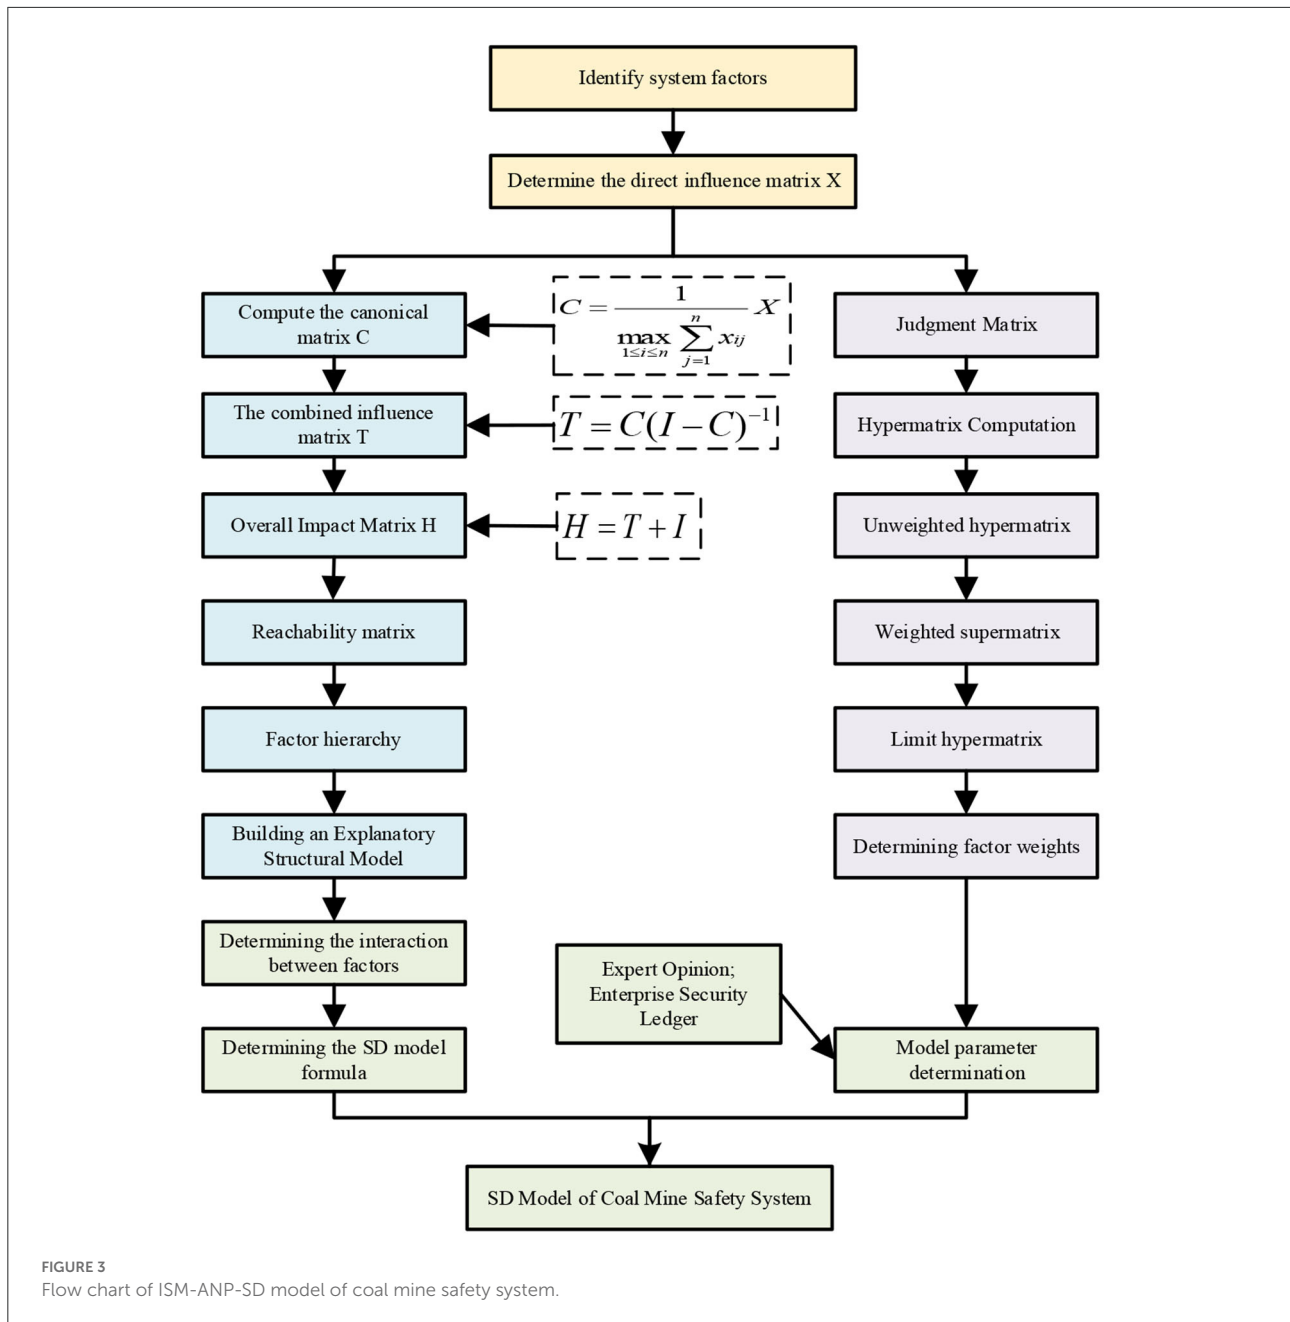 Identify system factors
Determine the direct influence matrix X
Compute the canonical
matrix C
C = 1 / max 1≤i≤n ∑ j=1 n xij X
Judgment Matrix
The combined influence
matrix T
T = C(I − C)⁻¹
Hypermatrix Computation
Overall Impact Matrix H
H = T + I
Unweighted hypermatrix
Reachability matrix
Weighted supermatrix
Factor hierarchy
Limit hypermatrix
Building an Explanatory
Structural Model
Determining factor weights
Determining the interaction
between factors
Expert Opinion;
Enterprise Security
Ledger
Determining the SD model
formula
Model parameter
determination
SD Model of Coal Mine Safety System
FIGURE 3
Flow chart of ISM-ANP-SD model of coal mine safety system.